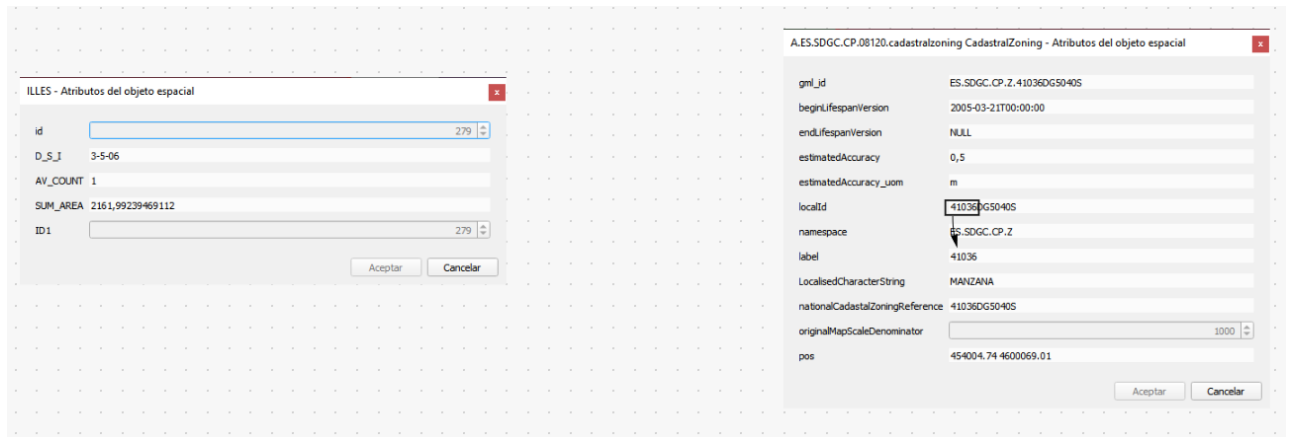 ILLES - Atributos del objeto espacial
x
id 279
D_S_I 3-5-06
AV_COUNT 1
SUM_AREA 2161,99239469112
ID1 279
Aceptar Cancelar
A.ES.SDGC.CP.08120.cadastralzoning CadastralZoning - Atributos del objeto espacial
x
gml_id ES.SDGC.CP.Z.41036DG5040S
beginLifespanVersion 2005-03-21T00:00:00
endLifespanVersion NULL
estimatedAccuracy 0,5
estimatedAccuracy_uom m
localId 41036DG5040S
namespace ES.SDGC.CP.Z
label 41036
LocalisedCharacterString MANZANA
nationalCadastalZoningReference 41036DG5040S
originalMapScaleDenominator 1000
pos 454004.74 4600069.01
Aceptar Cancelar